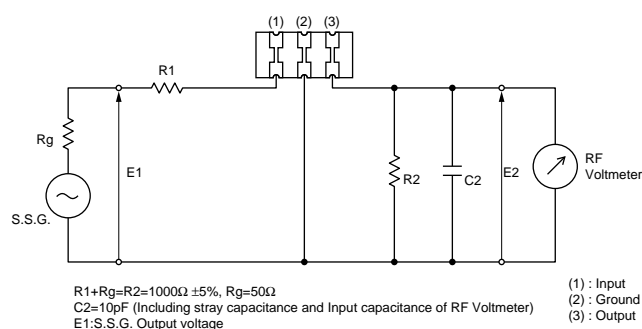 (1) (2) (3)
R1
Rg
E1
S.S.G.
R2
C2
E2
RF
Voltmeter
R1+Rg=R2=1000Ω ±5%, Rg=50Ω
C2=10pF (Including stray capacitance and Input capacitance of RF Voltmeter)
E1:S.S.G. Output voltage
(1) : Input
(2) : Ground
(3) : Output